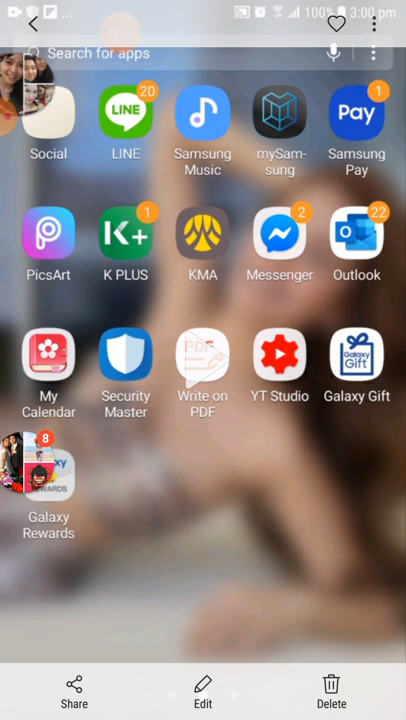 100% 3:00 pm
Search for apps
20
1
LINE
Pay
Social
LINE
Samsung Music
mySam-sung
Samsung Pay
1
2
22
K+
PicsArt
K PLUS
KMA
Messenger
Outlook
PDF
Galaxy Gift
My Calendar
Security Master
Write on PDF
YT Studio
Galaxy Gift
8
Galaxy Rewards
Share
Edit
Delete